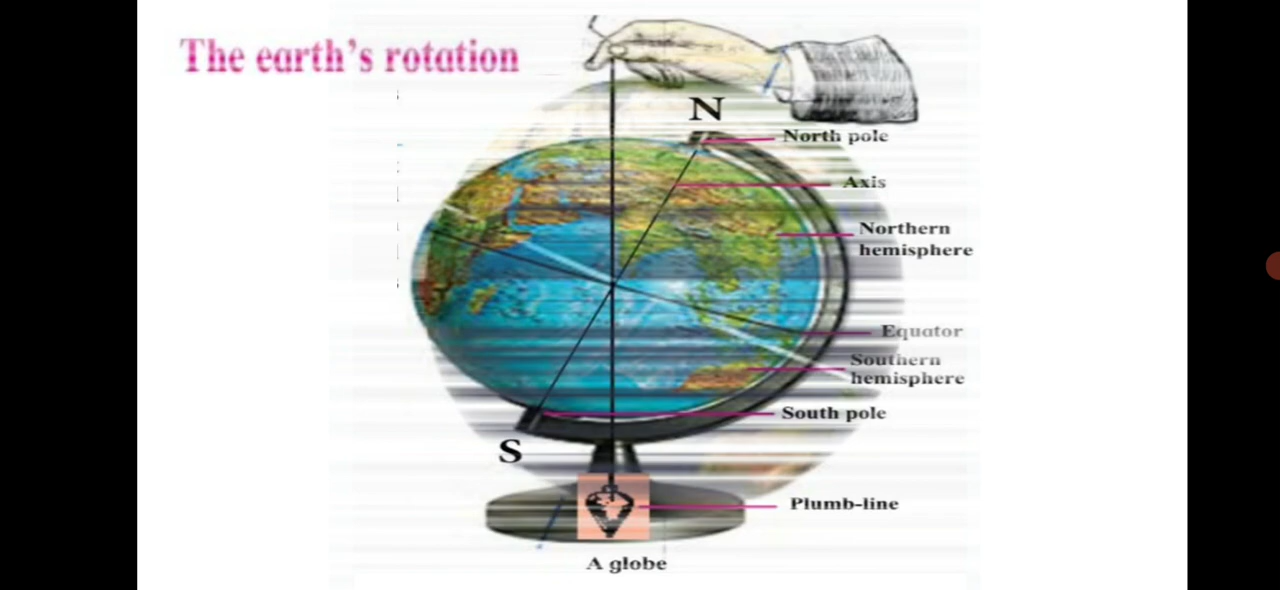 The earth's rotation
N
North pole
Axis
Northern
hemisphere
Equator
Southern
hemisphere
South pole
S
Plumb-line
A globe